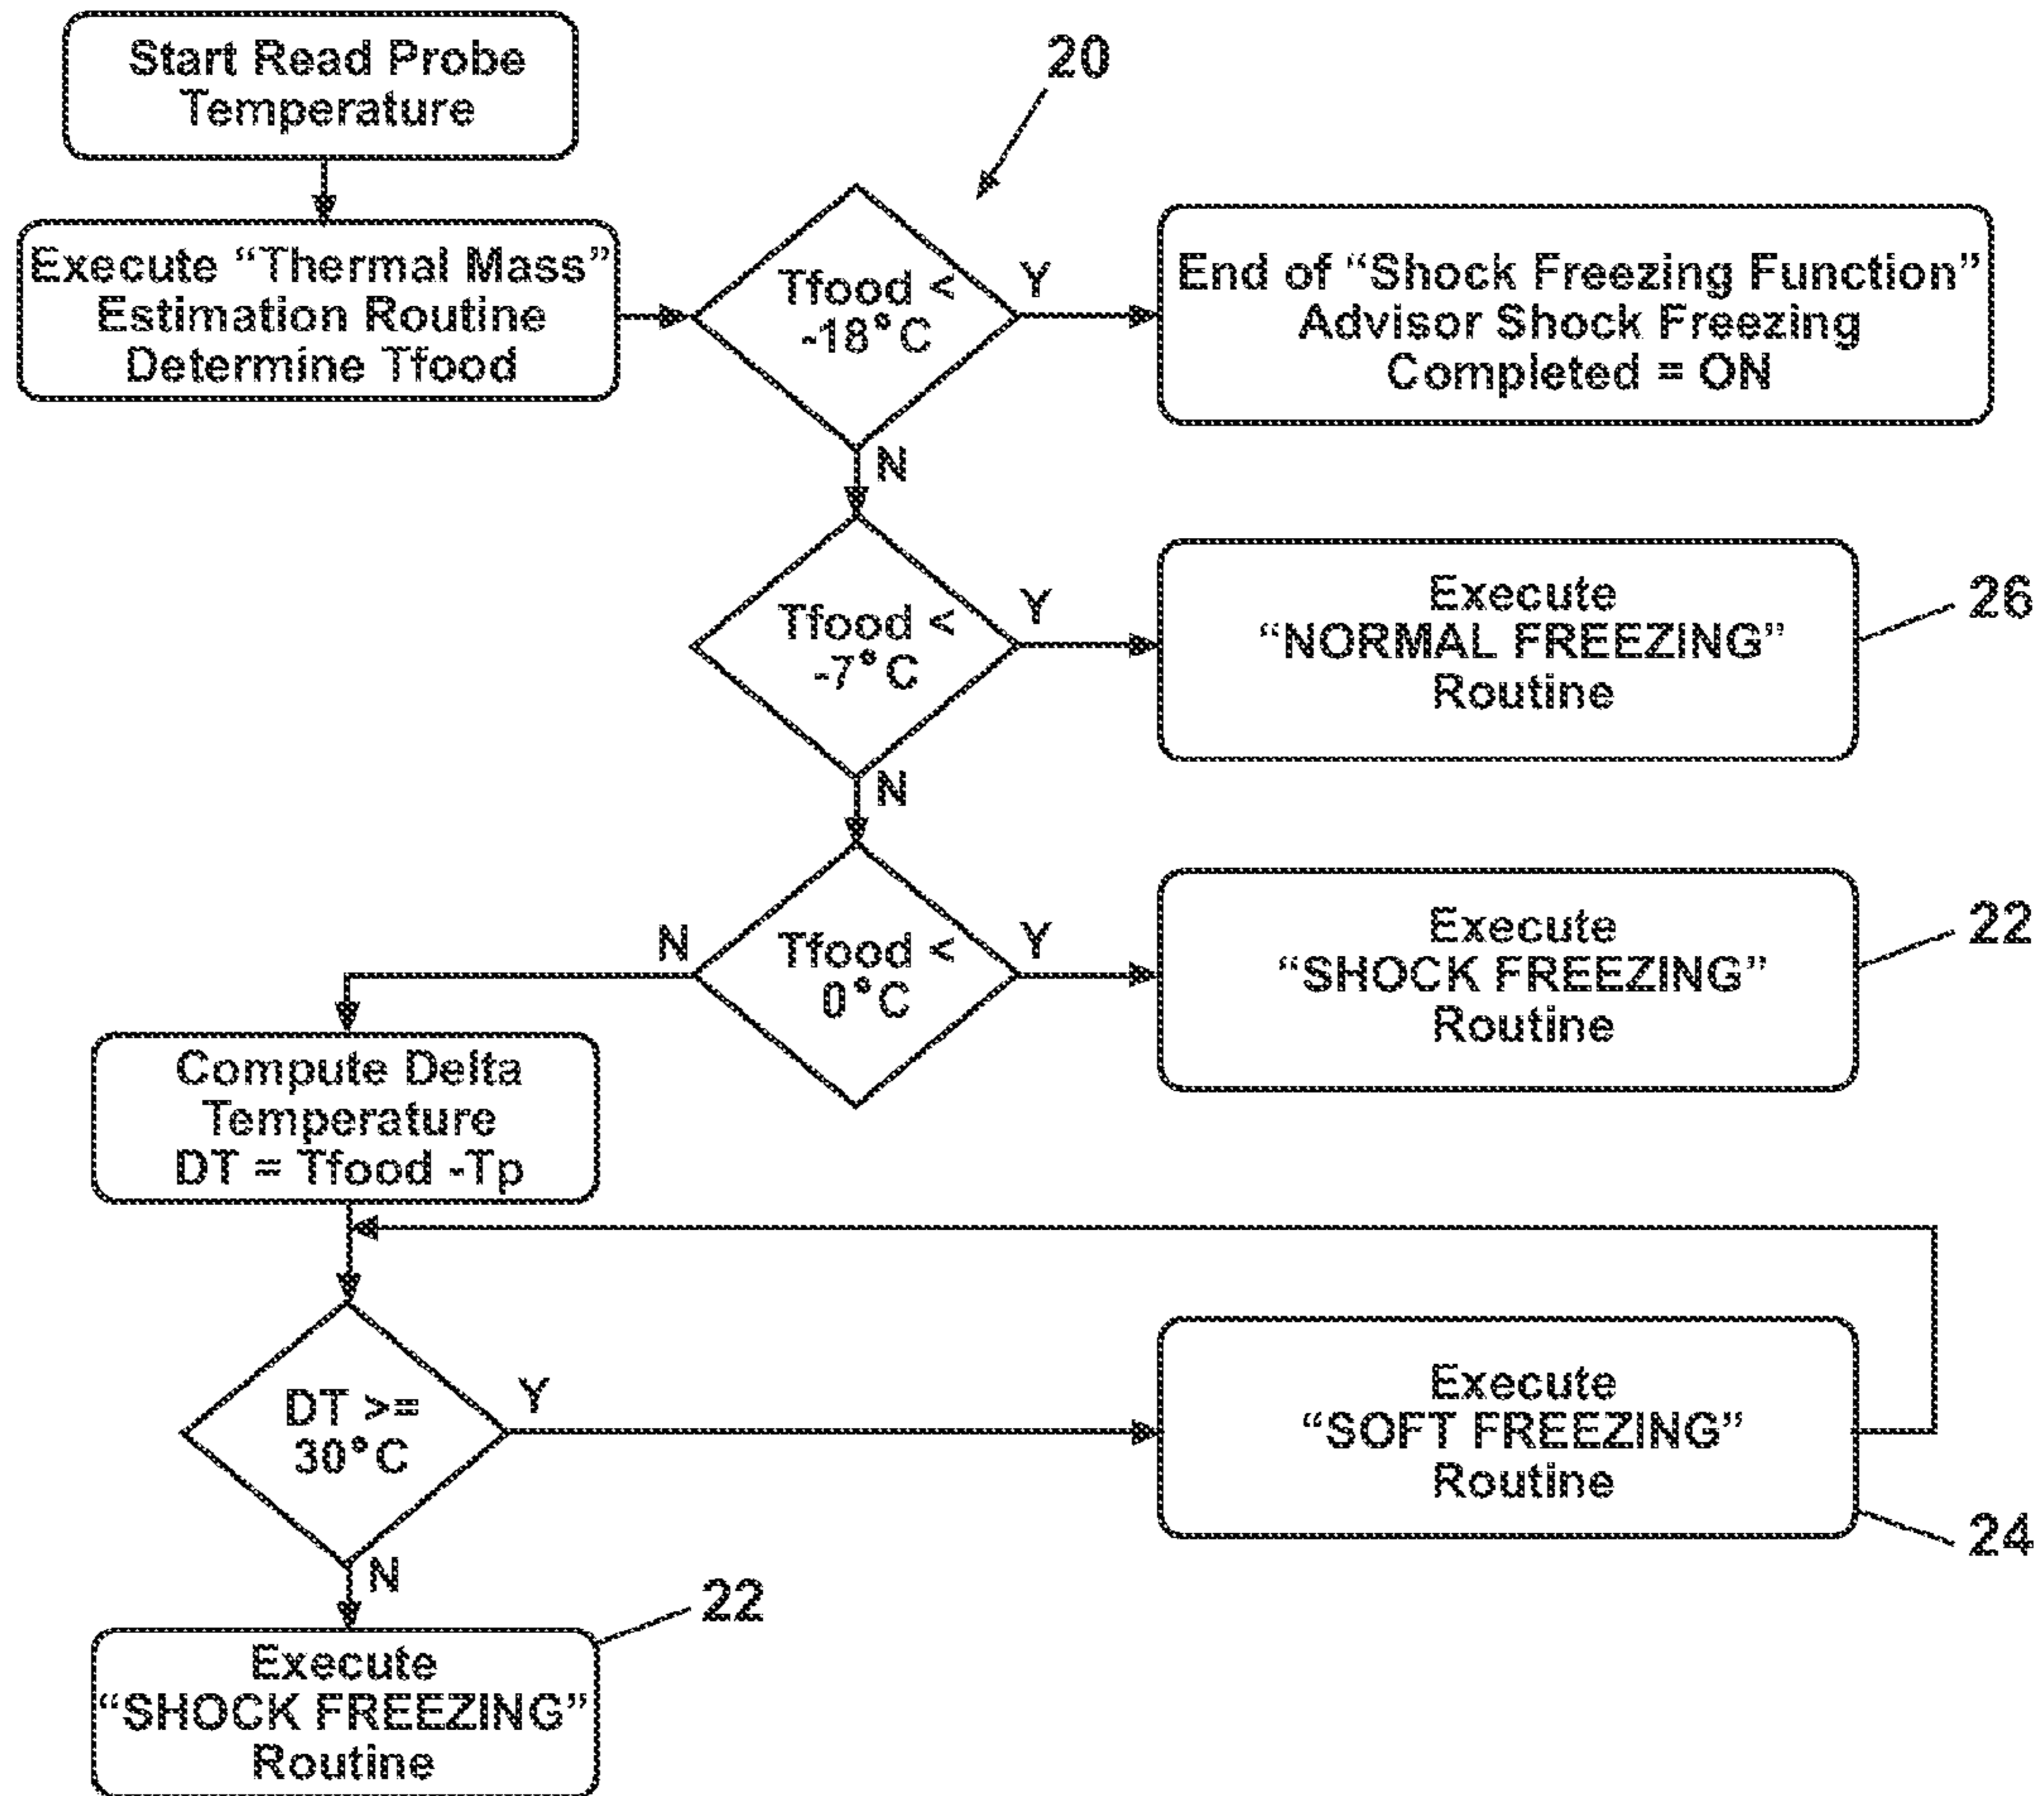 Start Read Probe
Temperature
20
Execute “Thermal Mass”
Estimation Routine
Determine Tfood
Tfood <
-18°C
Y
End of “Shock Freezing Function”
Advisor Shock Freezing
Completed = ON
N
Tfood <
-7°C
Y
Execute
“NORMAL FREEZING”
Routine
26
N
Tfood <
0°C
N
Y
Execute
“SHOCK FREEZING”
Routine
22
Compute Delta
Temperature
DT = Tfood -Tp
DT >=
30°C
Y
Execute
“SOFT FREEZING”
Routine
24
N
22
Execute
“SHOCK FREEZING”
Routine